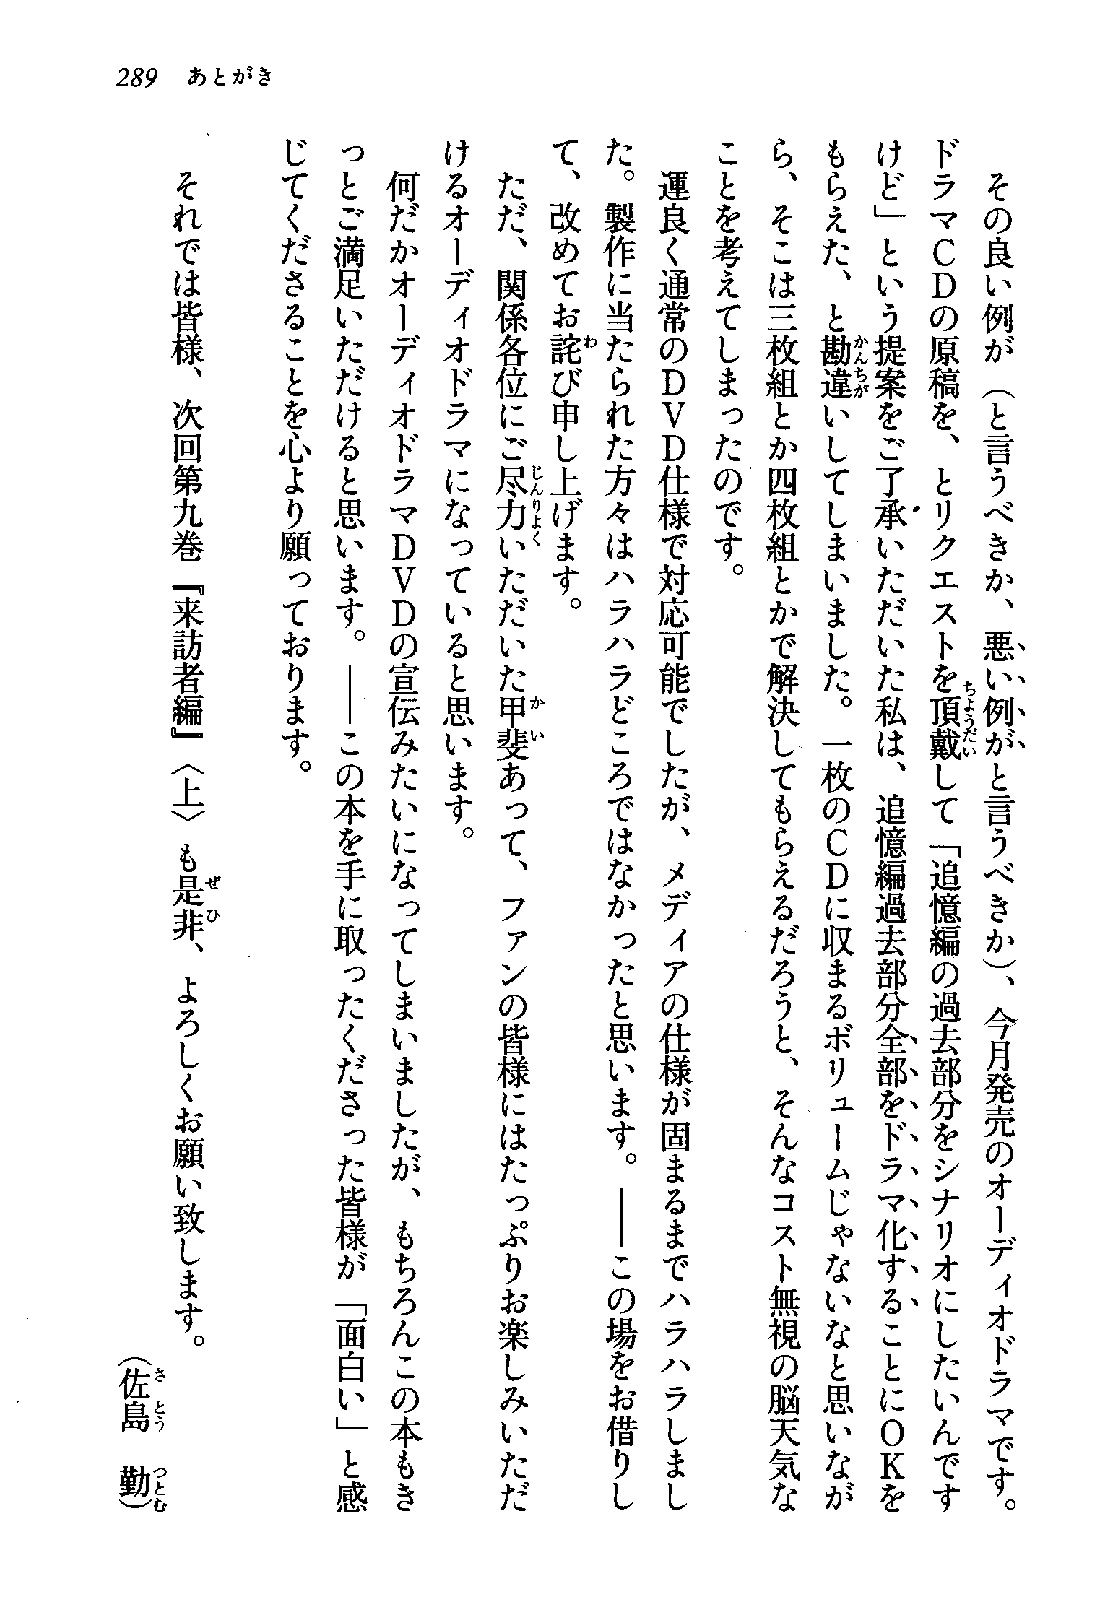 289 あとがき
その良い例が（と言うべきか、悪い例がと言うべきか）、今月発売のオーディオドラマです。
ドラマCDの原稿を、とリクエストを頂戴して「追憶編の過去部分をシナリオにしたいんです
けど」という提案をご了承いただいた私は、追憶編過去部分全部をドラマ化することにOKを
もらえた、と勘違いしてしまいました。一枚のCDに収まるボリュームじゃないなと思いなが
ら、そこは三枚組とか四枚組とかで解決してもらえるだろうと、そんなコスト無視の脳天気な
ことを考えてしまったのです。
運良く通常のDVD仕様で対応可能でしたが、メディアの仕様が固まるまでハラハラしまし
た。製作に当たられた方々はハラハラどころではなかったと思います。――この場をお借りし
て、改めてお詫び申し上げます。
ただ、関係各位にご尽力いただいた甲斐あって、ファンの皆様にはたっぷりお楽しみいただ
けるオーディオドラマになっていると思います。
何だかオーディオドラマDVDの宣伝みたいになってしまいましたが、もちろんこの本もき
っとご満足いただけると思います。――この本を手に取ったくださった皆様が「面白い」と感
じてくださることを心より願っております。
それでは皆様、次回第九巻『来訪者編』〈上〉も是非、よろしくお願い致します。
（佐島 勤）